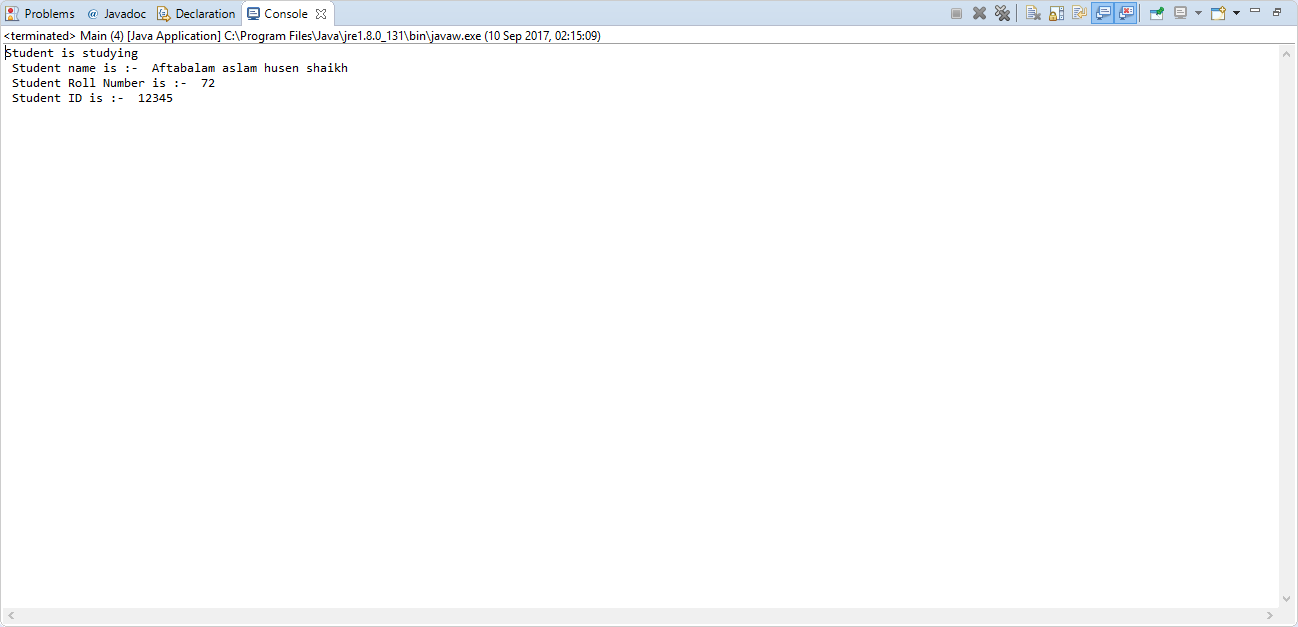 Problems @ Javadoc Declaration Console
<terminated> Main (4) [Java Application] C:\Program Files\Java\jre1.8.0_131\bin\javaw.exe (10 Sep 2017, 02:15:09)
Student is studying
 Student name is :-  Aftabalam aslam husen shaikh
 Student Roll Number is :-  72
 Student ID is :-  12345